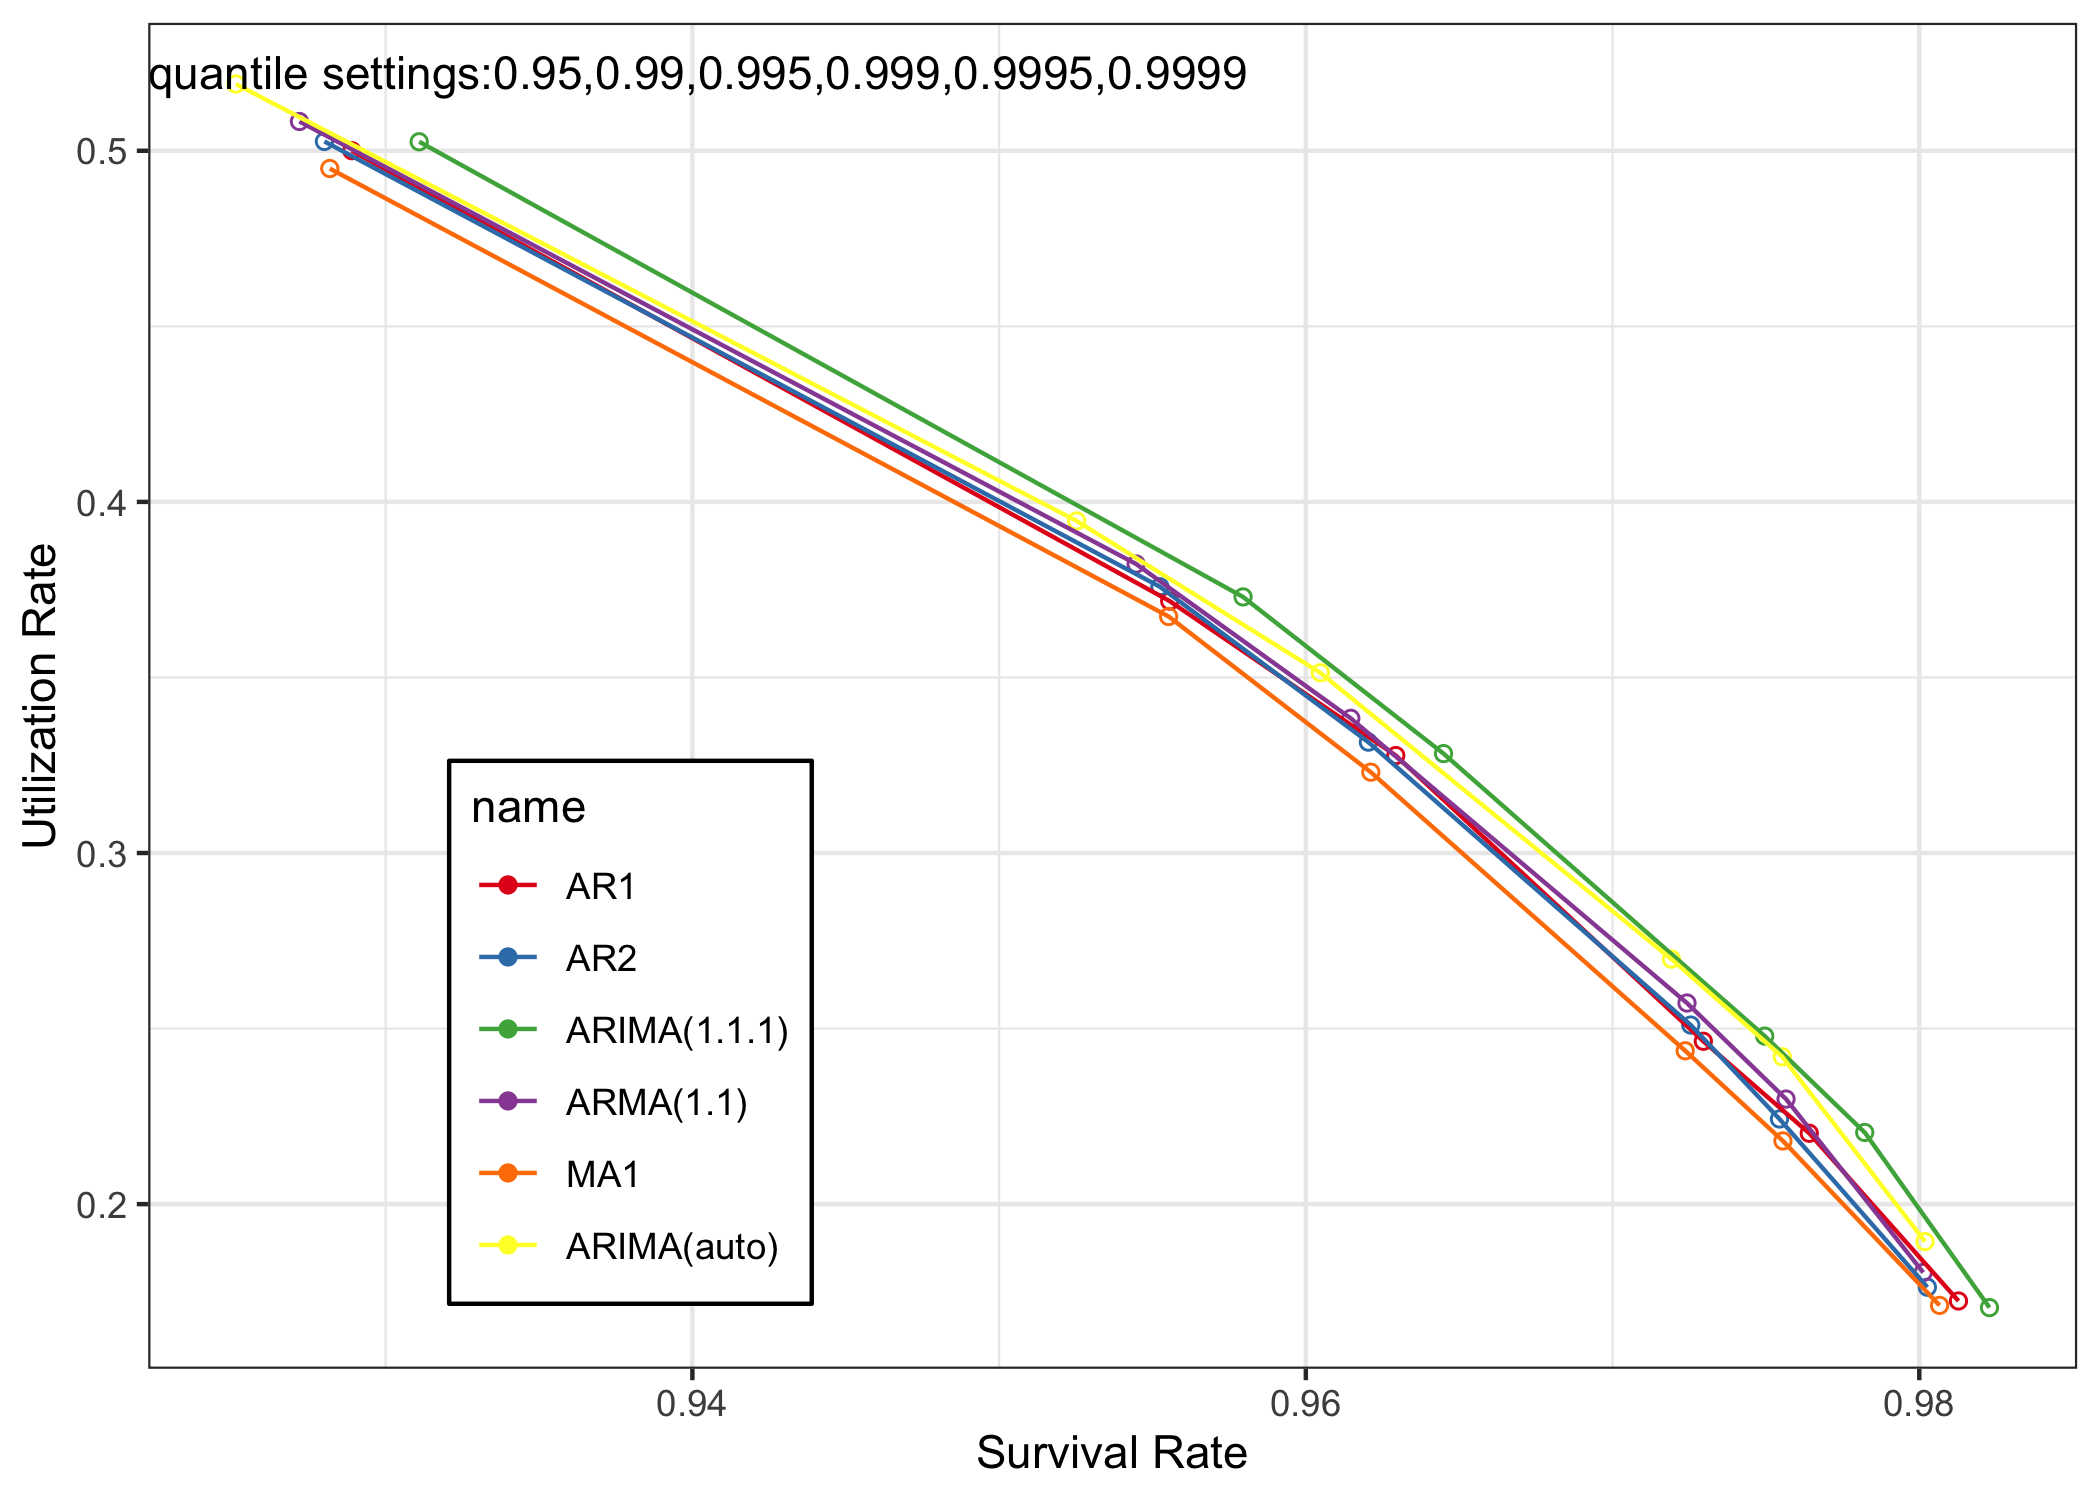 quantile settings:0.95,0.99,0.995,0.999,0.9995,0.9999
0.5
0.4
0.3
0.2
Utilization Rate
name
AR1
AR2
ARIMA(1.1.1)
ARMA(1.1)
MA1
ARIMA(auto)
0.94
0.96
0.98
Survival Rate